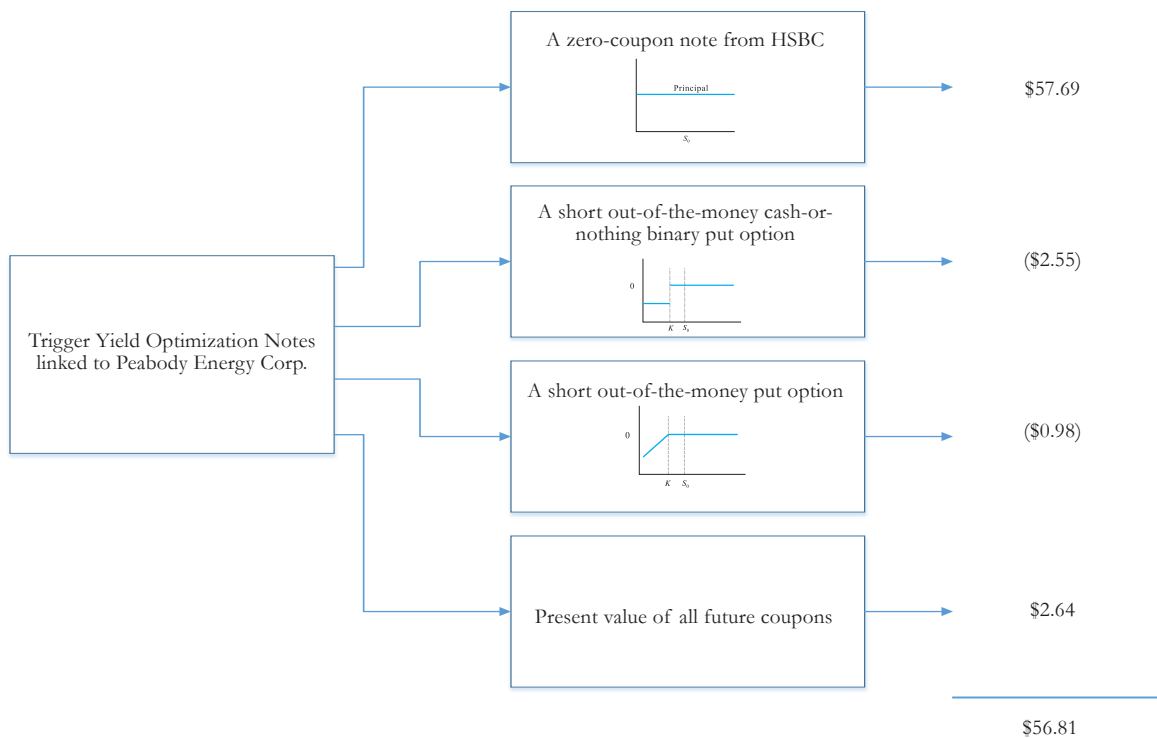 A zero-coupon note from HSBC
Principal
S₀
$57.69
A short out-of-the-money cash-or-
nothing binary put option
0
K
S₀
($2.55)
Trigger Yield Optimization Notes
linked to Peabody Energy Corp.
A short out-of-the-money put option
0
K
S₀
($0.98)
Present value of all future coupons
$2.64
$56.81